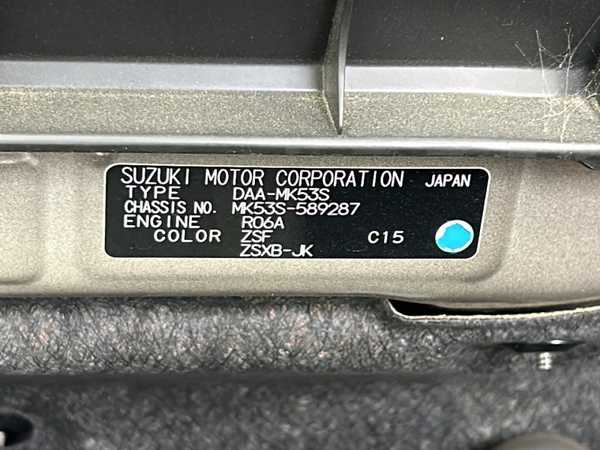 SUZUKI MOTOR CORPORATION JAPAN
TYPE DAA-MK53S
CHASSIS NO. MK53S-589287
ENGINE R06A
COLOR ZSF C15
ZSXB-JK